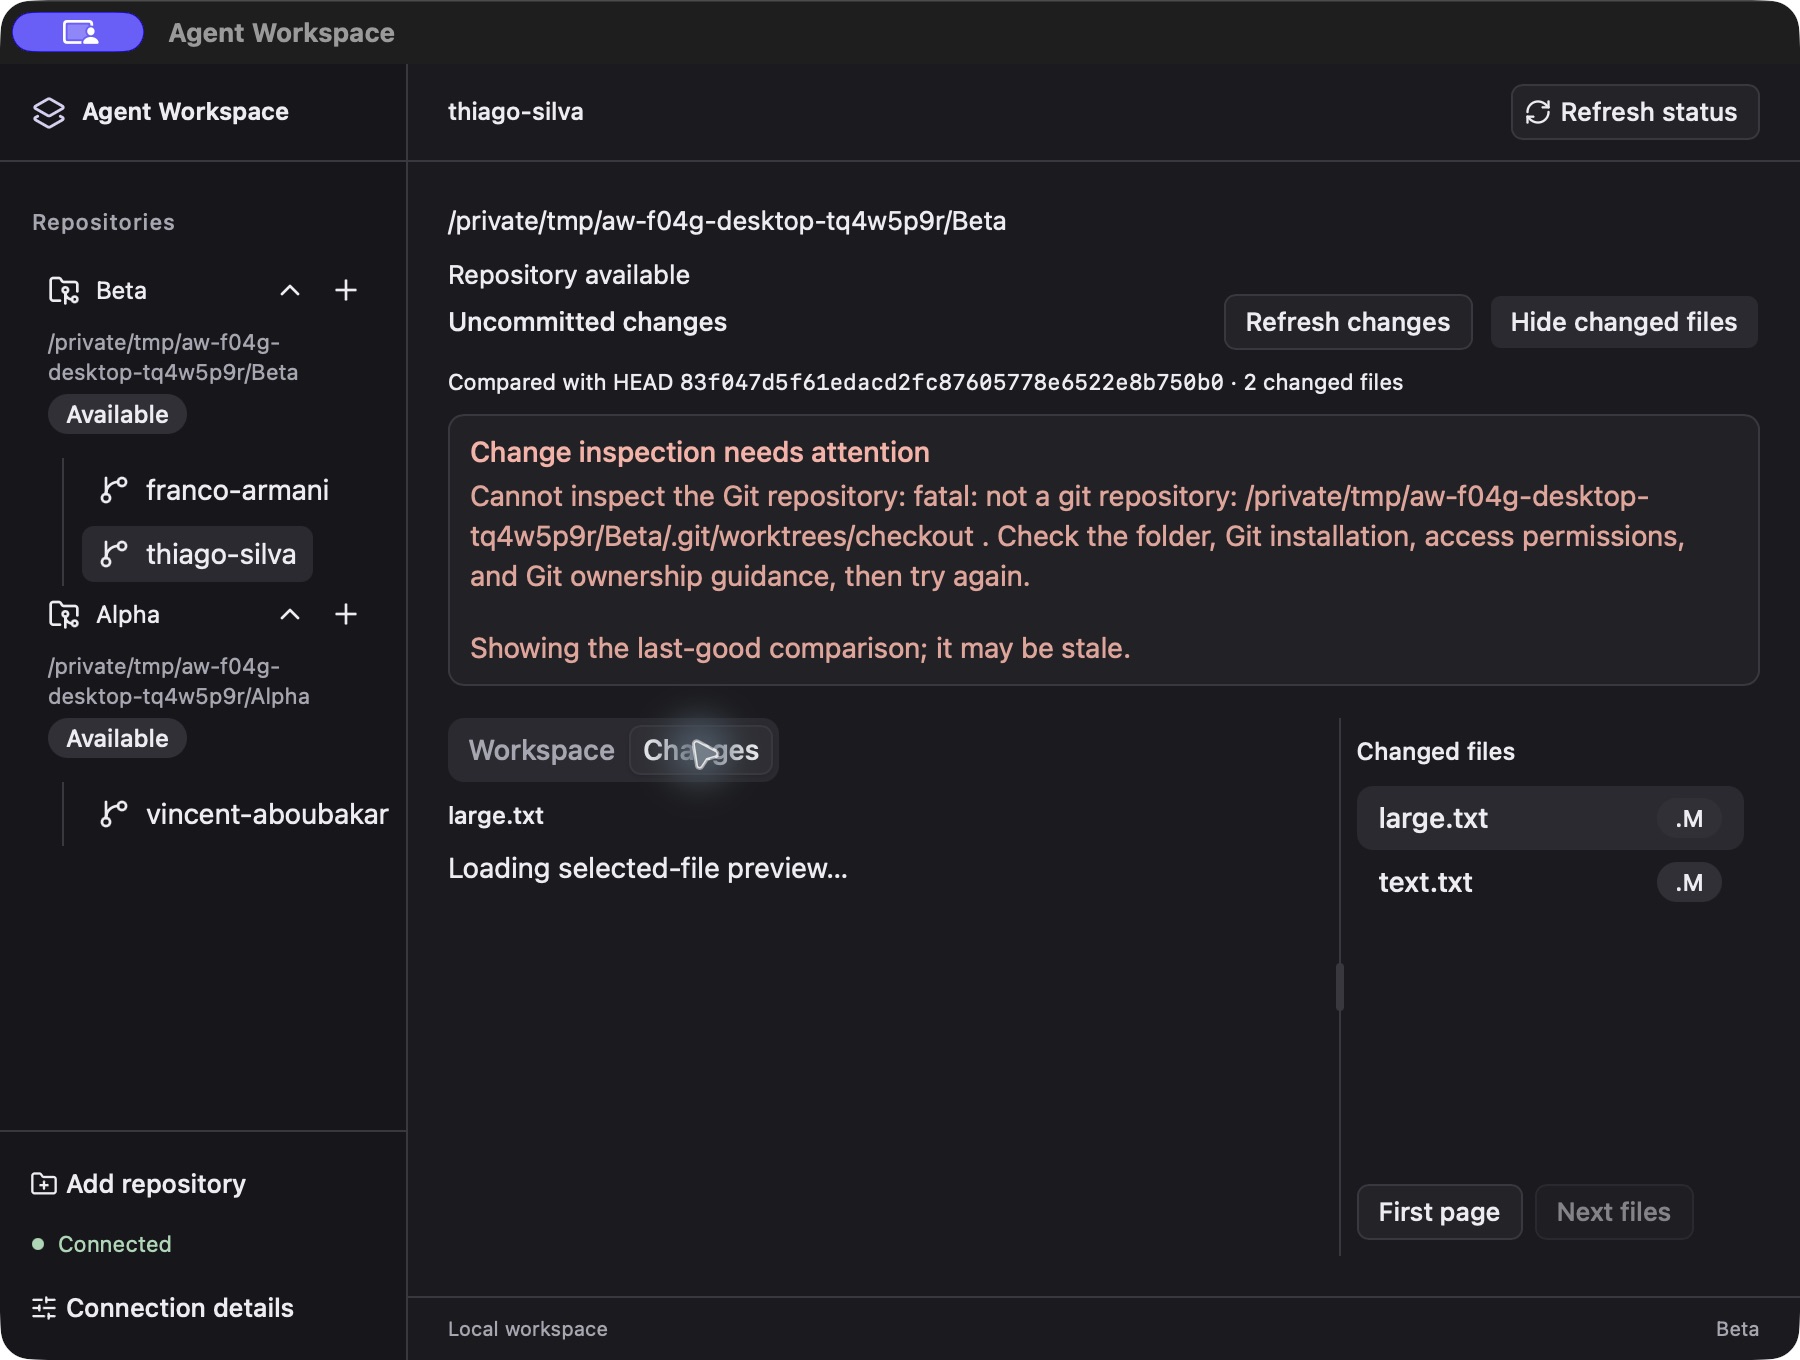 Agent Workspace
Agent Workspace
thiago-silva
Refresh status
Repositories
Beta
/private/tmp/aw-f04g-
desktop-tq4w5p9r/Beta
Available
franco-armani
thiago-silva
Alpha
/private/tmp/aw-f04g-
desktop-tq4w5p9r/Alpha
Available
vincent-aboubakar
Add repository
Connected
Connection details
/private/tmp/aw-f04g-desktop-tq4w5p9r/Beta
Repository available
Uncommitted changes
Refresh changes
Hide changed files
Compared with HEAD 83f047d5f61edacd2fc87605778e6522e8b750b0 · 2 changed files
Change inspection needs attention
Cannot inspect the Git repository: fatal: not a git repository: /private/tmp/aw-f04g-desktop-
tq4w5p9r/Beta/.git/worktrees/checkout . Check the folder, Git installation, access permissions,
and Git ownership guidance, then try again.
Showing the last-good comparison; it may be stale.
Workspace
Changes
large.txt
Loading selected-file preview...
Changed files
large.txt .M
text.txt .M
First page
Next files
Local workspace
Beta